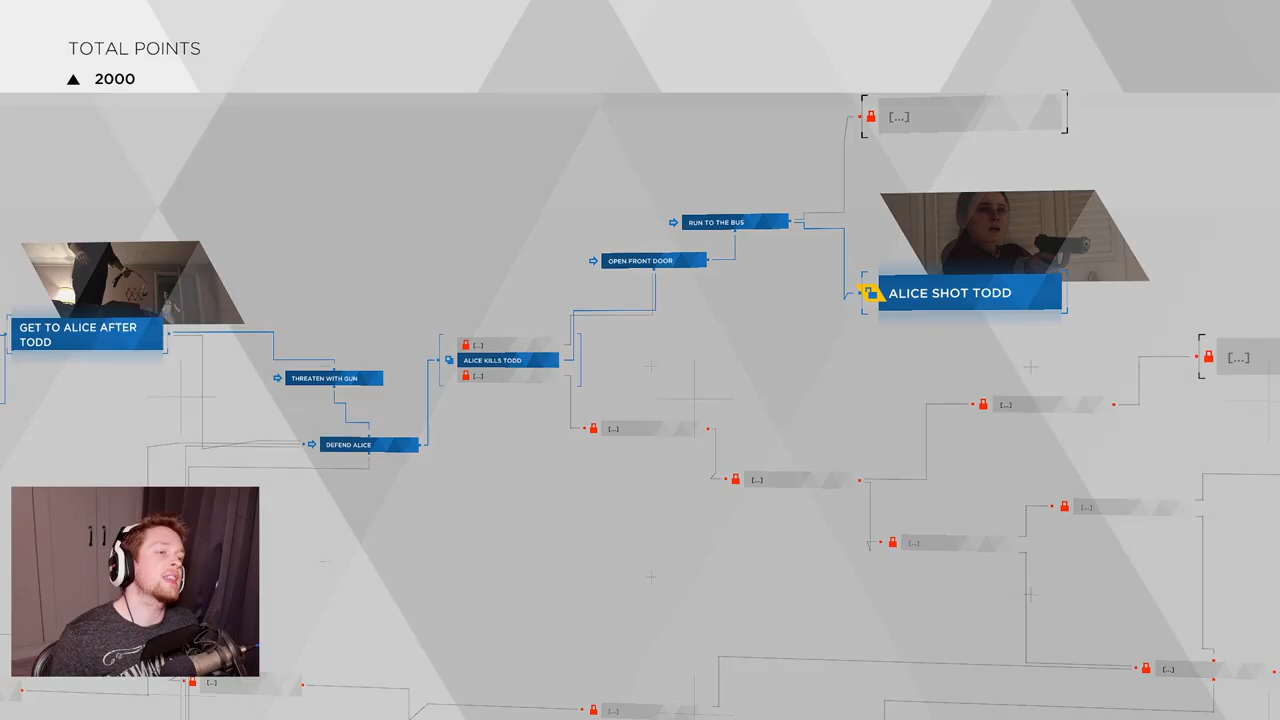 TOTAL POINTS
2000
[...]
RUN TO THE BUS
OPEN FRONT DOOR
ALICE SHOT TODD
GET TO ALICE AFTER
TODD
[...]
ALICE KILLS TODD
[...]
[...]
THREATEN WITH GUN
[...]
[...]
DEFEND ALICE
[...]
[...]
[...]
[...]
[...]
[...]